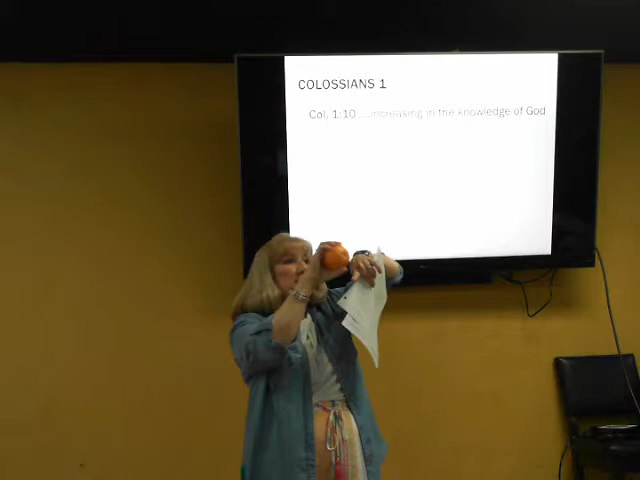 COLOSSIANS 1
Col. 1:10 ....increasing in the knowledge of God